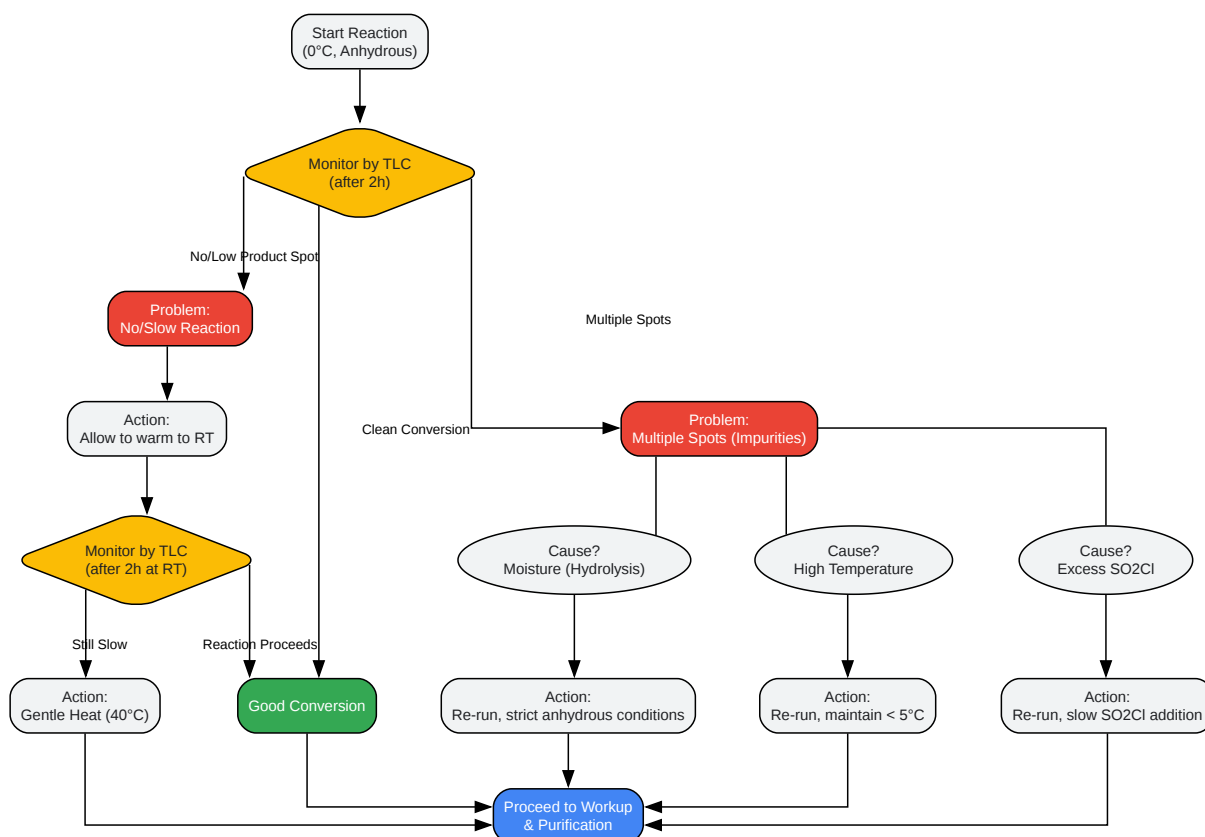 Start Reaction
(0°C, Anhydrous)
Monitor by TLC
(after 2h)
No/Low Product Spot
Problem:
No/Slow Reaction
Multiple Spots
Action:
Allow to warm to RT
Clean Conversion
Problem:
Multiple Spots (Impurities)
Monitor by TLC
(after 2h at RT)
Cause?
Moisture (Hydrolysis)
Cause?
High Temperature
Cause?
Excess SO2Cl
Still Slow
Reaction Proceeds
Action:
Gentle Heat (40°C)
Good Conversion
Action:
Re-run, strict anhydrous conditions
Action:
Re-run, maintain < 5°C
Action:
Re-run, slow SO2Cl addition
Proceed to Workup
& Purification